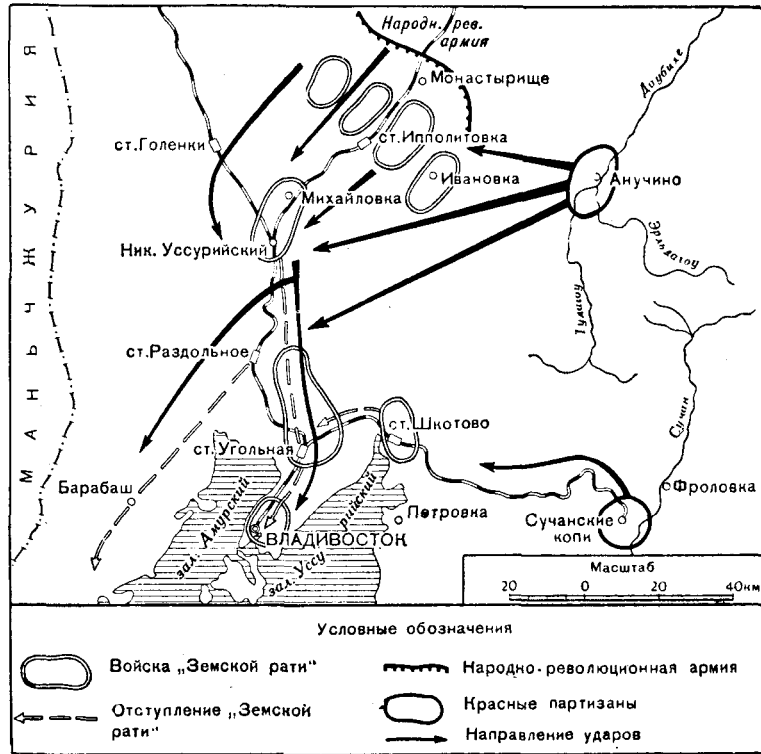 Народн. рев.
армия
Монастырище
Даубихе
ст. Голенки
ст. Ипполитовка
Ивановка
Анучино
Михайловка
Ник. Уссурийский
Тулагоу
МАНЬЧЖУРИЯ
ст. Раздольное
Сучан
ст. Шкотово
ст. Угольная
Барабаш
зал. Амурский
зал. Уссурийский
Петровка
Фроловка
Сучанские
копи
ВЛАДИВОСТОК
Масштаб
20 0 20 40км
Условные обозначения
Войска „Земской рати"
Народно-революционная армия
Отступление „Земской
рати"
Красные партизаны
Направление ударов